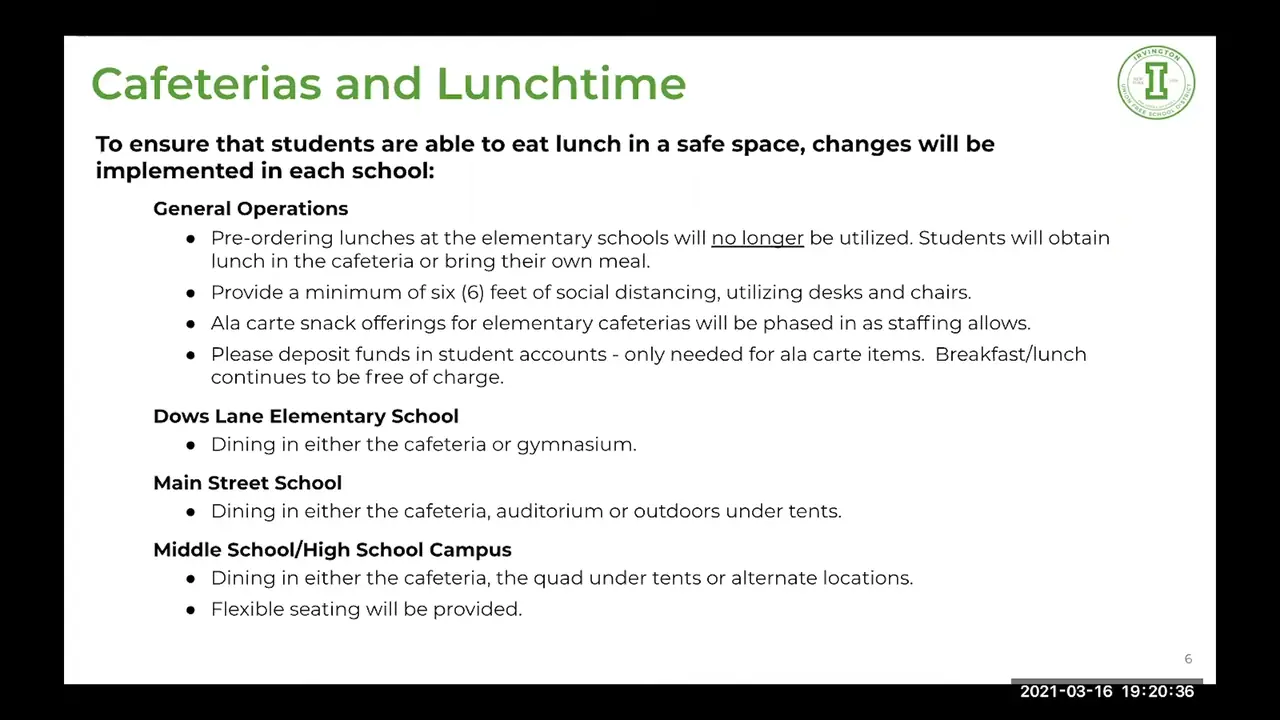 Cafeterias and Lunchtime
IRVINGTON
UNION FREE SCHOOL DISTRICT
To ensure that students are able to eat lunch in a safe space, changes will be
implemented in each school:
General Operations
● Pre-ordering lunches at the elementary schools will no longer be utilized. Students will obtain
lunch in the cafeteria or bring their own meal.
● Provide a minimum of six (6) feet of social distancing, utilizing desks and chairs.
● Ala carte snack offerings for elementary cafeterias will be phased in as staffing allows.
● Please deposit funds in student accounts - only needed for ala carte items.  Breakfast/lunch
continues to be free of charge.
Dows Lane Elementary School
● Dining in either the cafeteria or gymnasium.
Main Street School
● Dining in either the cafeteria, auditorium or outdoors under tents.
Middle School/High School Campus
● Dining in either the cafeteria, the quad under tents or alternate locations.
● Flexible seating will be provided.
6
2021-03-16 19:20:36